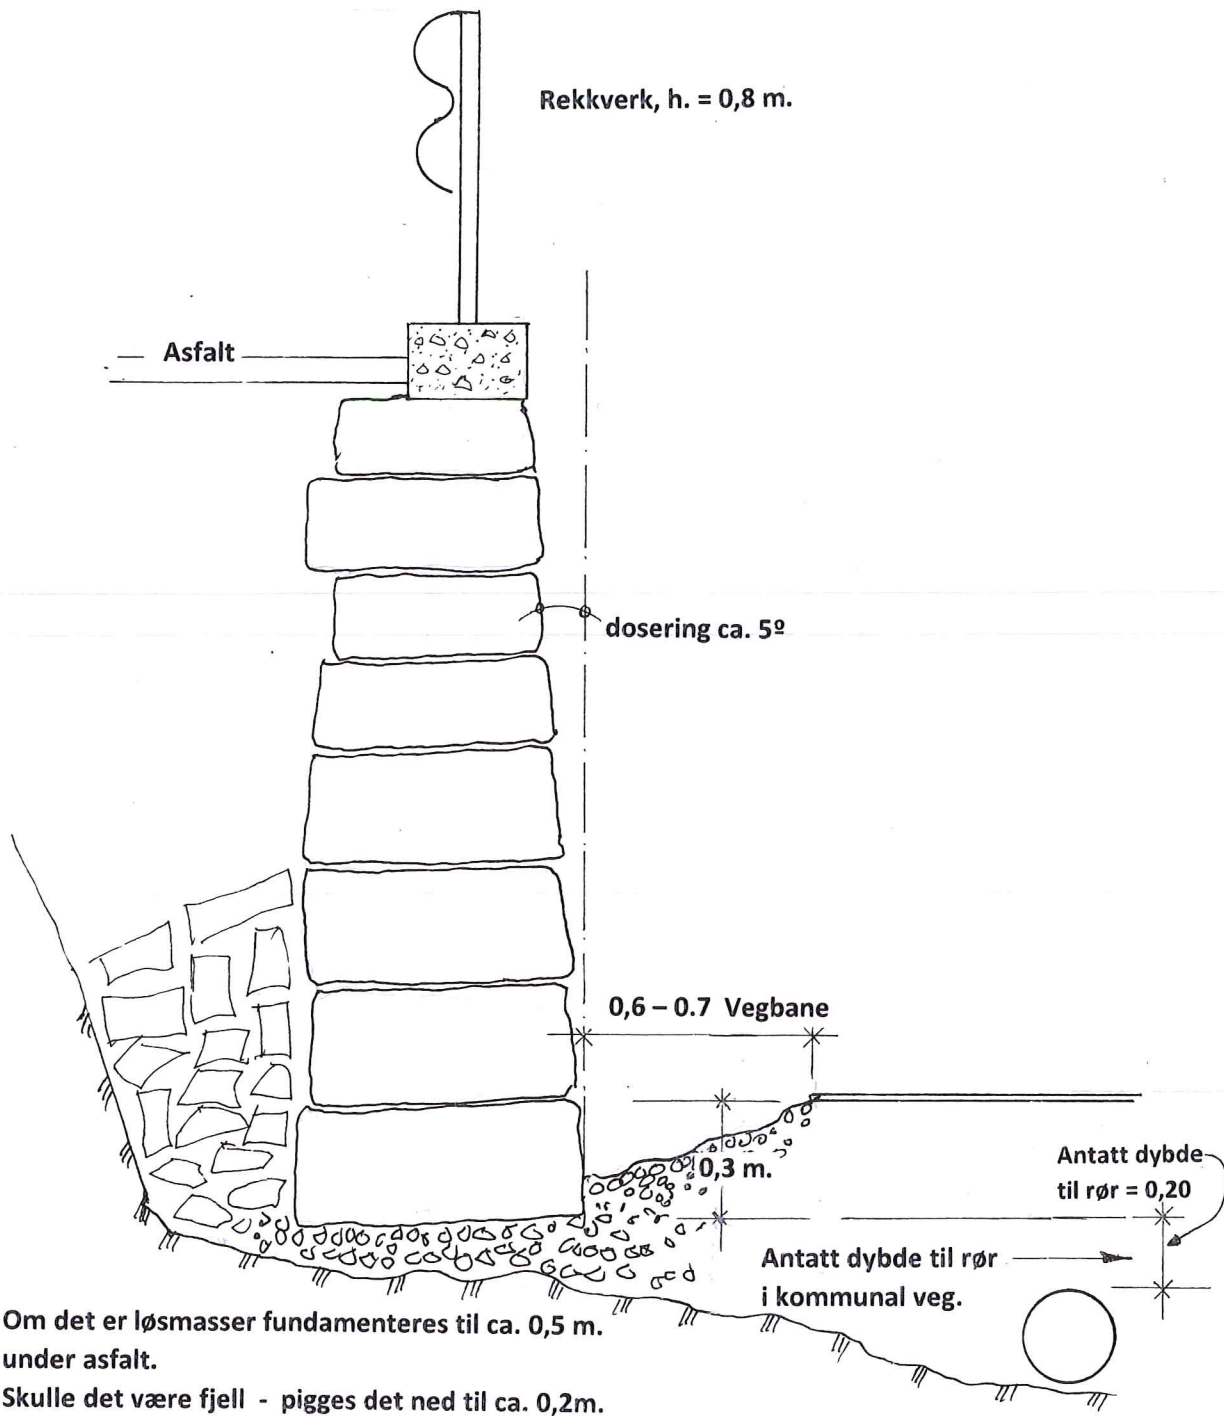 Rekkverk, h. = 0,8 m.
Asfalt
dosering ca. 5º
0,6 – 0.7 Vegbane
0,3 m.
Antatt dybde
til rør = 0,20
Antatt dybde til rør
i kommunal veg.
Om det er løsmasser fundamenteres til ca. 0,5 m.
under asfalt.
Skulle det være fjell - pigges det ned til ca. 0,2m.